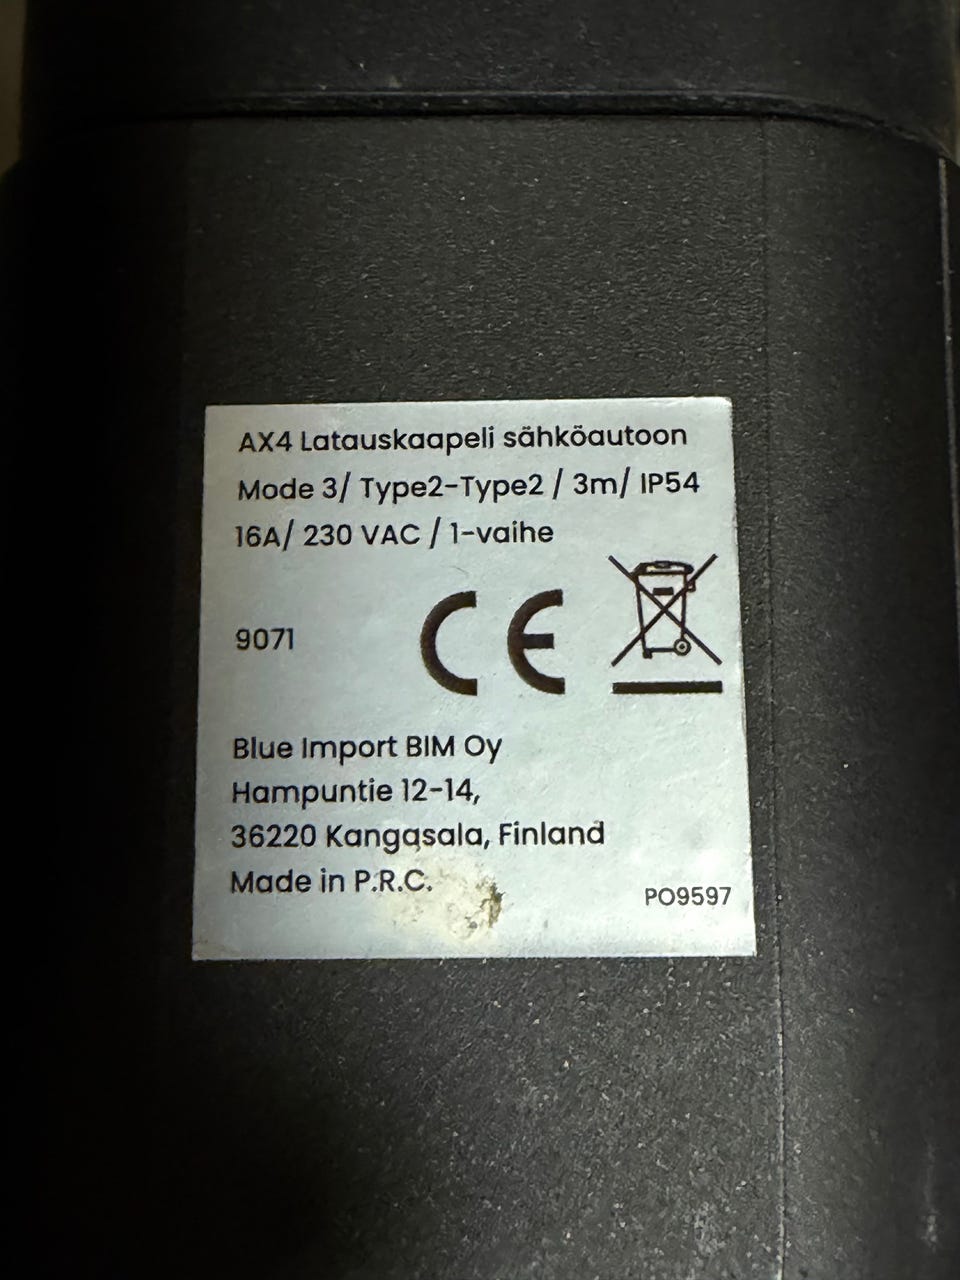 AX4 Latauskaapeli sähköautoon
Mode 3/ Type2-Type2 / 3m/ IP54
16A/ 230 VAC / 1-vaihe
9071
CE
Blue Import BIM Oy
Hampuntie 12-14,
36220 Kangasala, Finland
Made in P.R.C.
PO9597